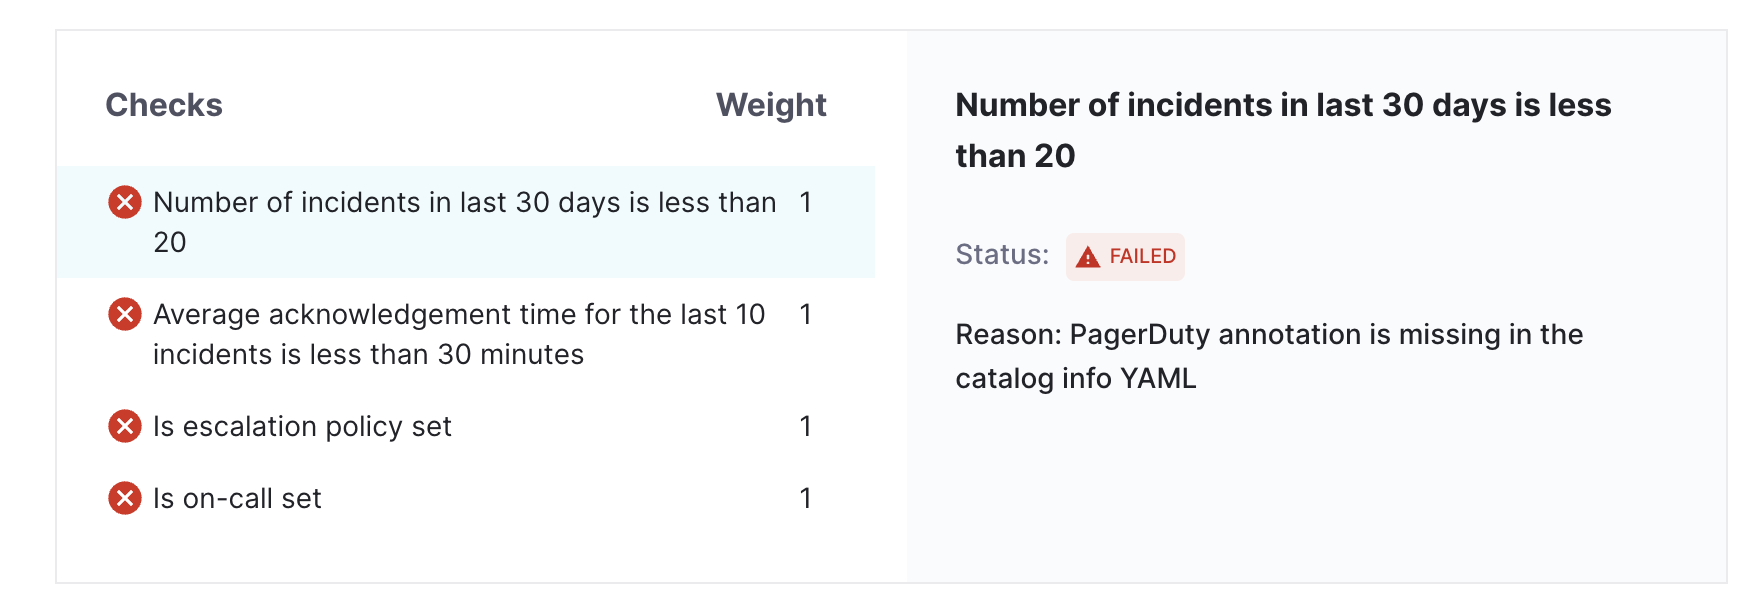 Checks
Weight
Number of incidents in last 30 days is less than
1
20
Average acknowledgement time for the last 10
1
incidents is less than 30 minutes
Is escalation policy set
1
Is on-call set
1
Number of incidents in last 30 days is less
than 20
Status: FAILED
Reason: PagerDuty annotation is missing in the
catalog info YAML